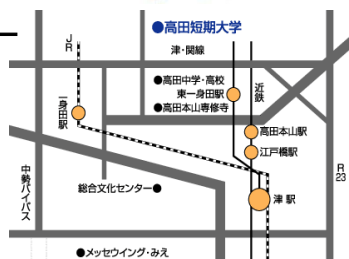 ●高田短期大学
JR
津・関線
●高田中学・高校
近鉄
東一身田駅
一身田駅
●高田本山専修寺
高田本山駅
江戸橋駅
中勢バイパス
総合文化センター●
津 駅
R23
●メッセウイング・みえ